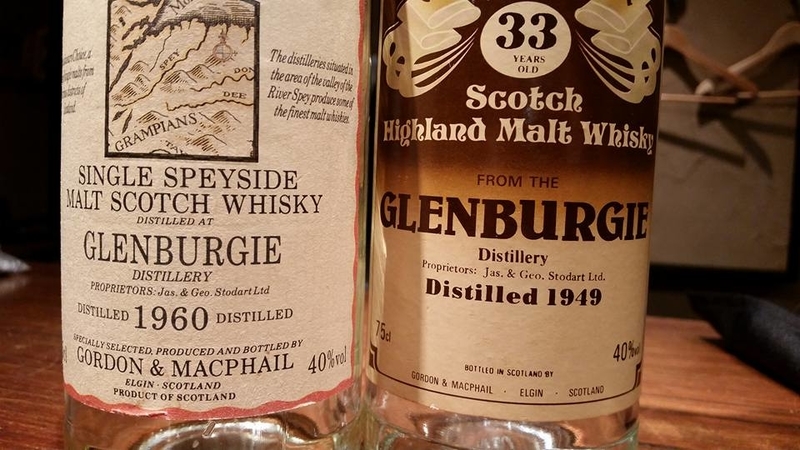 Mo
SPEY
DON
DEE
GRAMPIANS
Tay
The distilleries situated in
the area of the valley of the
River Spey produce some of
the finest malt whiskies.
SINGLE SPEYSIDE
MALT SCOTCH WHISKY
DISTILLED AT
GLENBURGIE
DISTILLERY
PROPRIETORS: Jas. & Geo. Stodart Ltd
DISTILLED 1960 DISTILLED
SPECIALLY SELECTED, PRODUCED AND BOTTLED BY
GORDON & MACPHAIL 40%vol
ELGIN · SCOTLAND
PRODUCT OF SCOTLAND
33
YEARS
OLD
Scotch
Highland Malt Whisky
FROM THE
GLENBURGIE
Distillery
Proprietors: Jas. & Geo. Stodart Ltd.
Distilled 1949
75cl
40%
BOTTLED IN SCOTLAND BY
GORDON & MACPHAIL · ELGIN · SCOTLAND